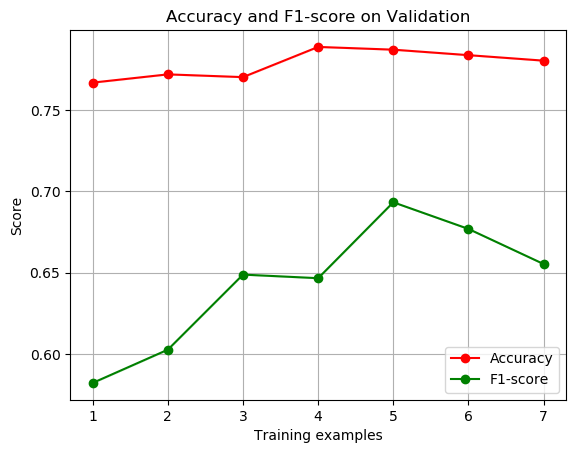 Accuracy and F1-score on Validation
Score
0.75
0.70
0.65
0.60
1 2 3 4 5 6 7
Training examples
Accuracy
F1-score